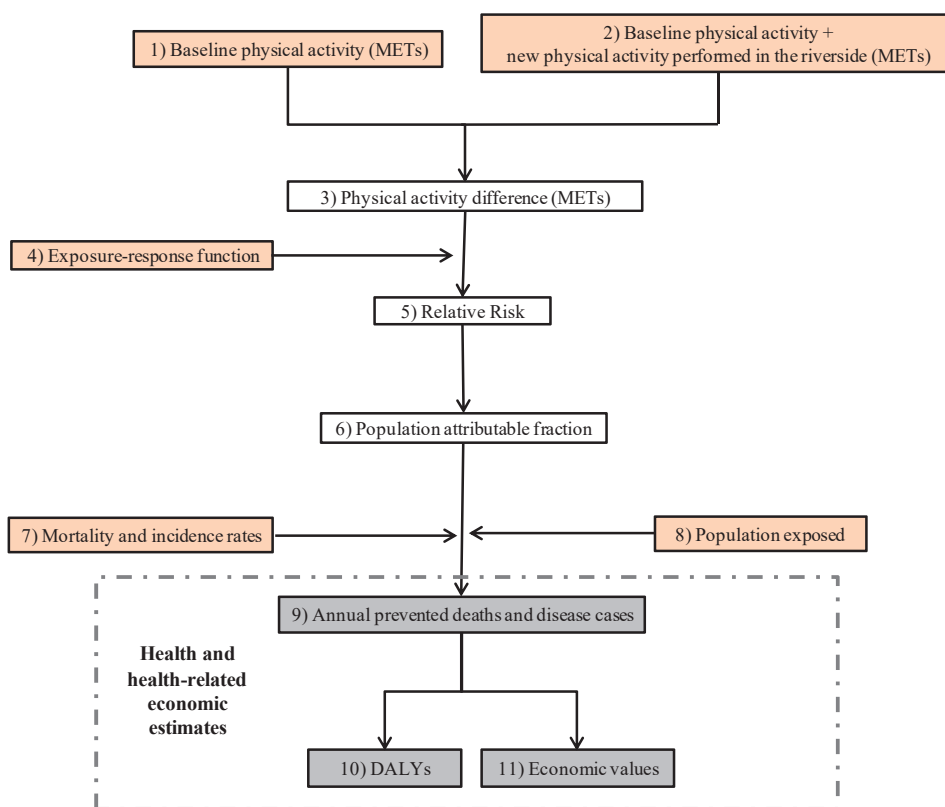 1) Baseline physical activity (METs)
2) Baseline physical activity +
new physical activity performed in the riverside (METs)
3) Physical activity difference (METs)
4) Exposure-response function
5) Relative Risk
6) Population attributable fraction
7) Mortality and incidence rates
8) Population exposed
9) Annual prevented deaths and disease cases
Health and
health-related
economic
estimates
10) DALYs
11) Economic values